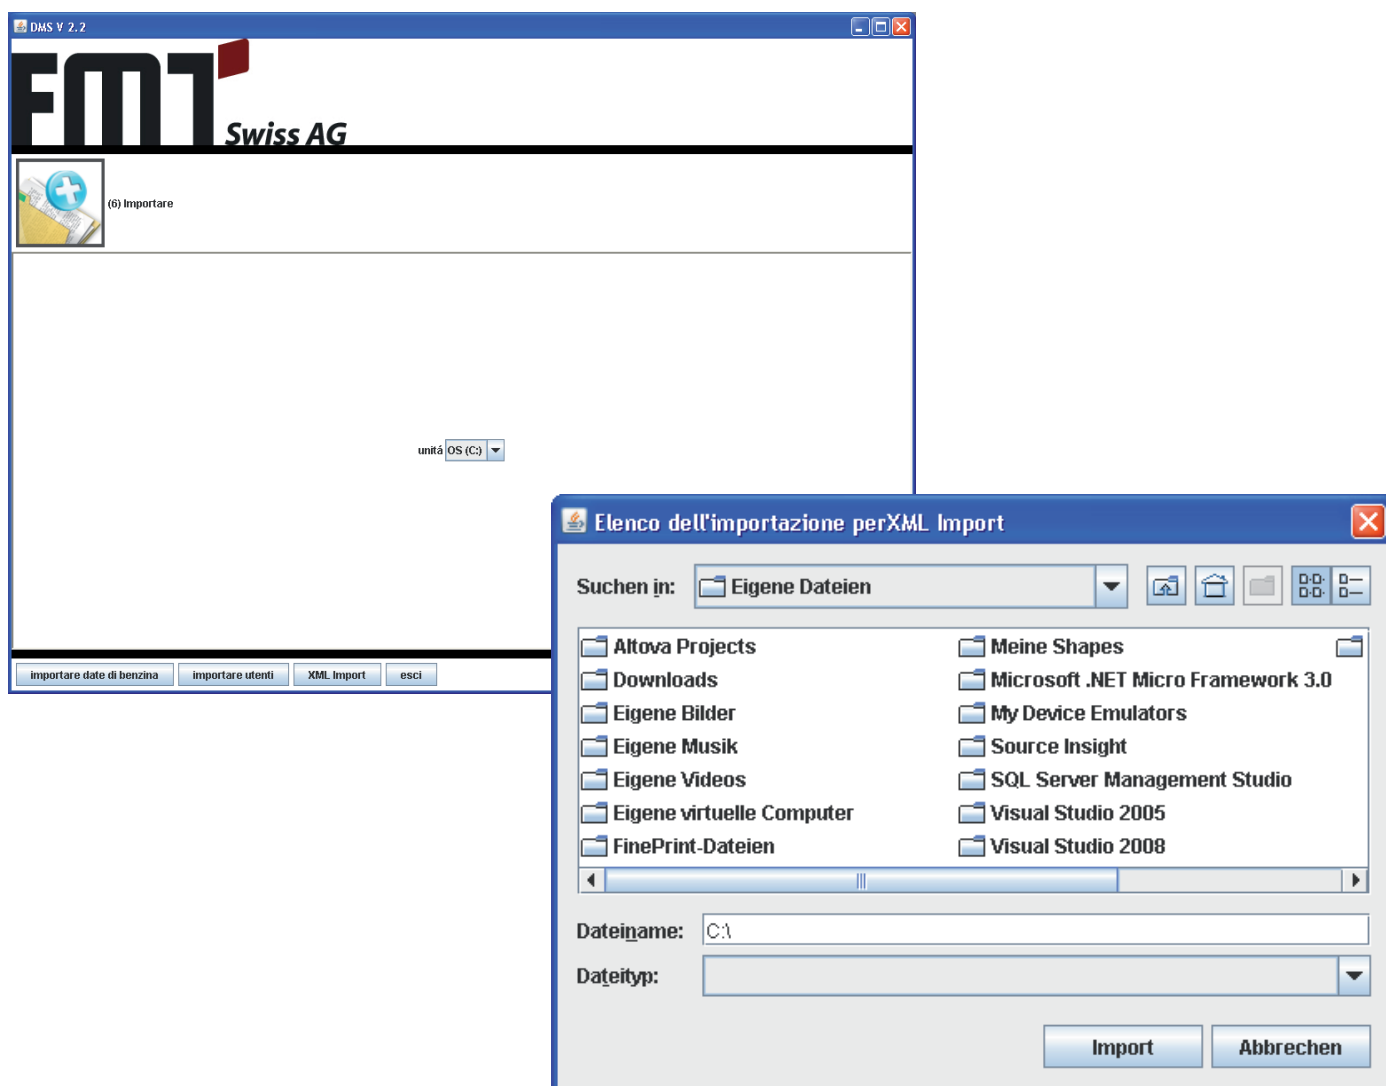 DMS V 2.2
FMT
Swiss AG
(6) Importare
unitá OS (C:)
importare date di benzina importare utenti XML Import esci
Elenco dell'importazione perXML Import
Suchen in: Eigene Dateien
Altova Projects Meine Shapes
Downloads Microsoft .NET Micro Framework 3.0
Eigene Bilder My Device Emulators
Eigene Musik Source Insight
Eigene Videos SQL Server Management Studio
Eigene virtuelle Computer Visual Studio 2005
FinePrint-Dateien Visual Studio 2008
Dateiname: C:\
Dateityp:
Import Abbrechen